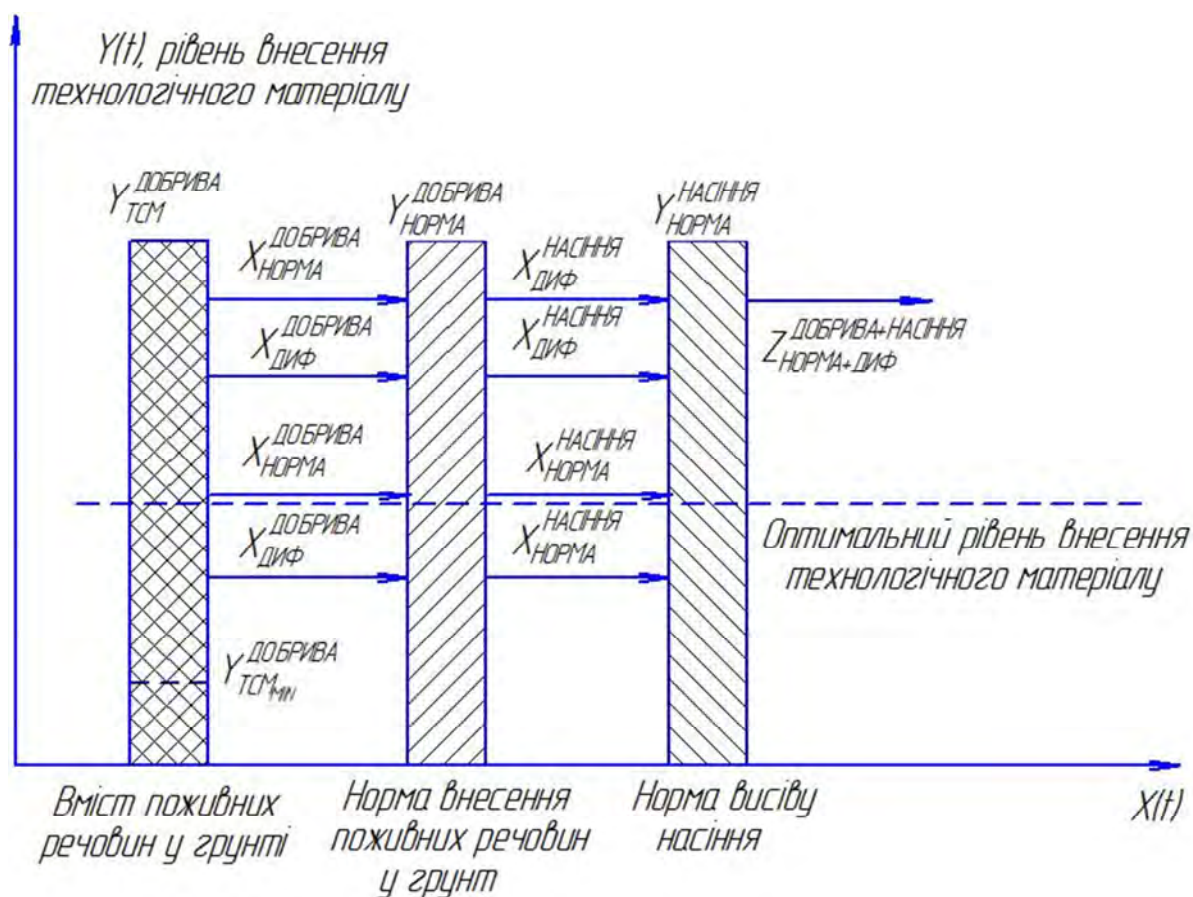 Y(t), рівень внесення
технологічного матеріалу
Y ДОБРИВА ТСМ
Y ДОБРИВА НОРМА
Y НАСІННЯ НОРМА
X ДОБРИВА НОРМА
X НАСІННЯ ДИФ
X ДОБРИВА ДИФ
X НАСІННЯ ДИФ
Z ДОБРИВА+НАСІННЯ НОРМА+ДИФ
X ДОБРИВА НОРМА
X НАСІННЯ НОРМА
X ДОБРИВА ДИФ
X НАСІННЯ НОРМА
Оптимальний рівень внесення
технологічного матеріалу
Y ДОБРИВА ТСМ MIN
Вміст поживних
речовин у грунті
Норма внесення
поживних речовин
у грунт
Норма висіву
насіння
X(t)